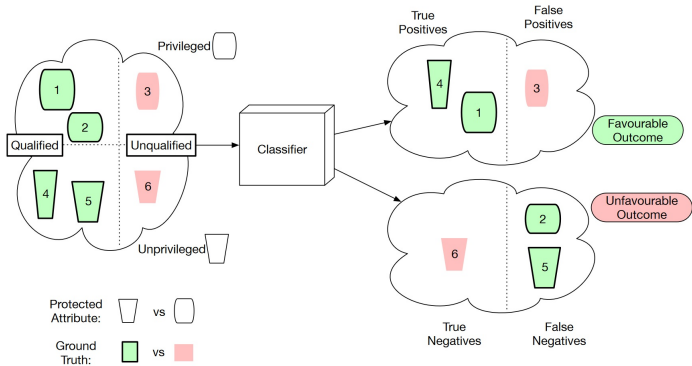 True
Positives
False
Positives
Privileged
1
2
3
4
1
3
Favourable
Outcome
Qualified
Unqualified
Classifier
4
5
6
Unprivileged
2
6
5
Unfavourable
Outcome
Protected
Attribute:
vs
True
Negatives
False
Negatives
Ground
Truth:
vs